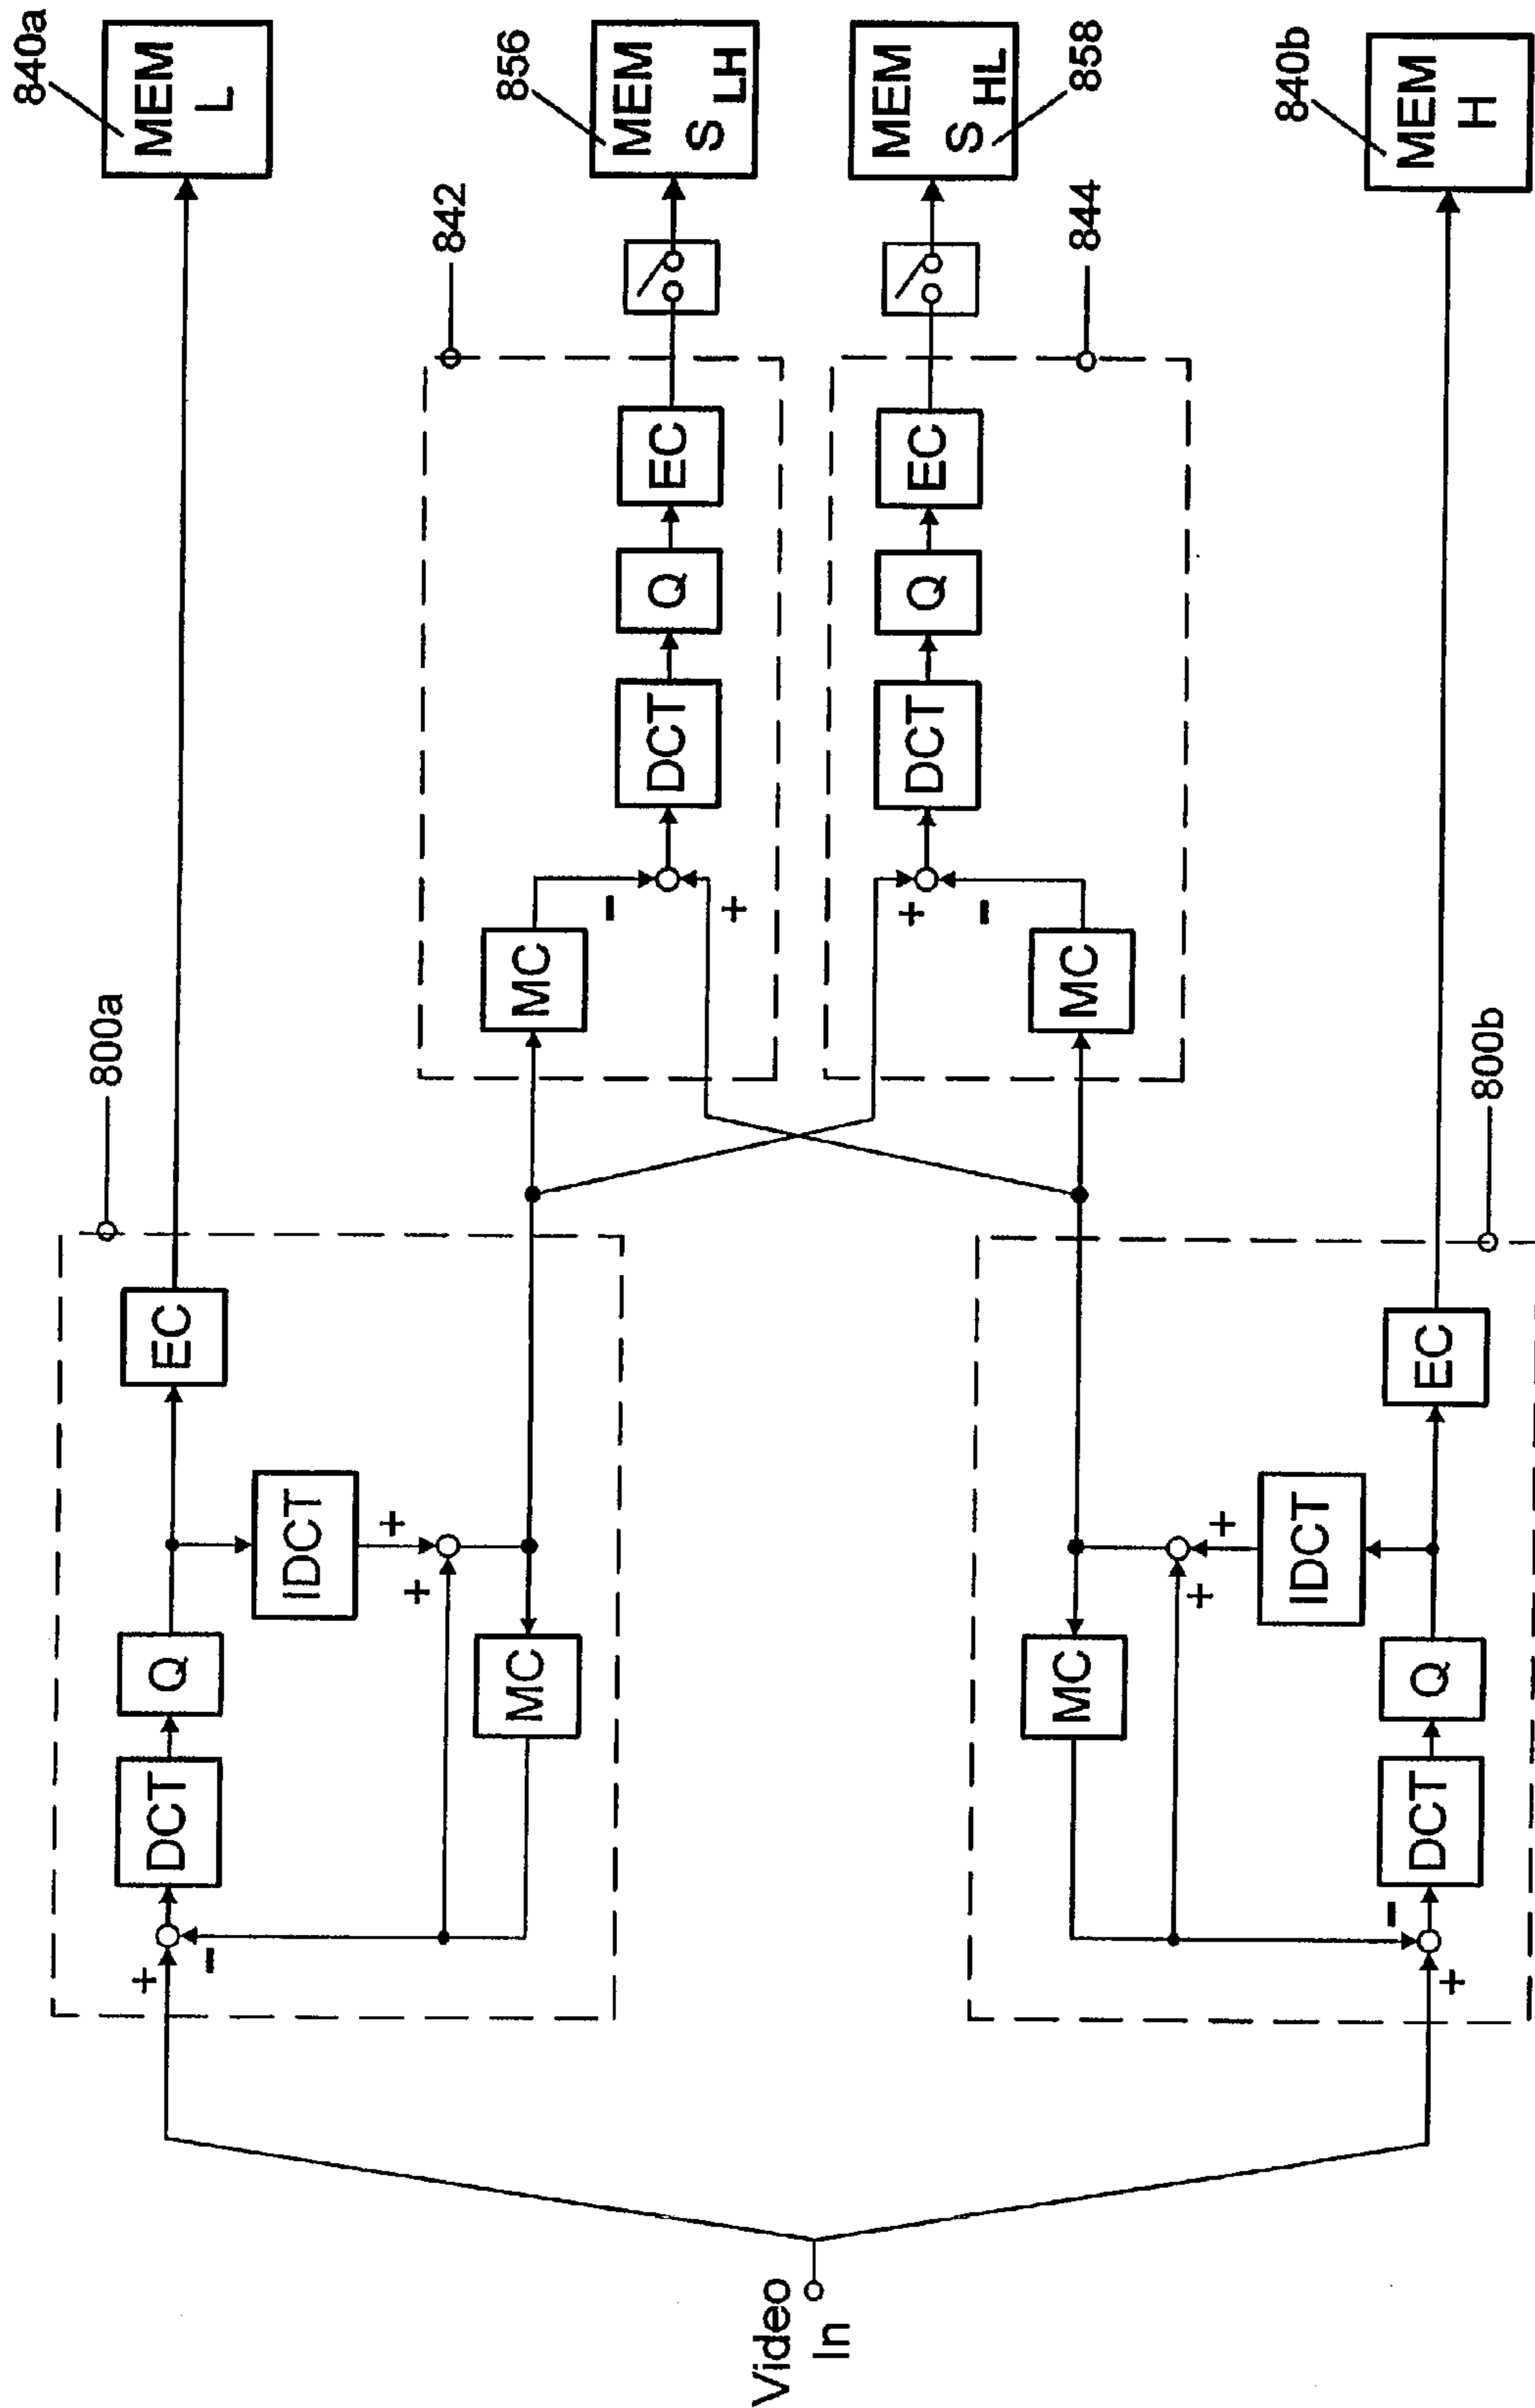 840a
MEM
L
856
MEM
S LH
MEM
S HL
858
840b
MEM
H
842
844
EC
Q
DCT
MC
-
+
EC
Q
DCT
MC
+
-
800a
EC
Q
DCT
IDCT
MC
+
+
+
-
800b
EC
Q
DCT
IDCT
MC
+
+
-
+
Video
In